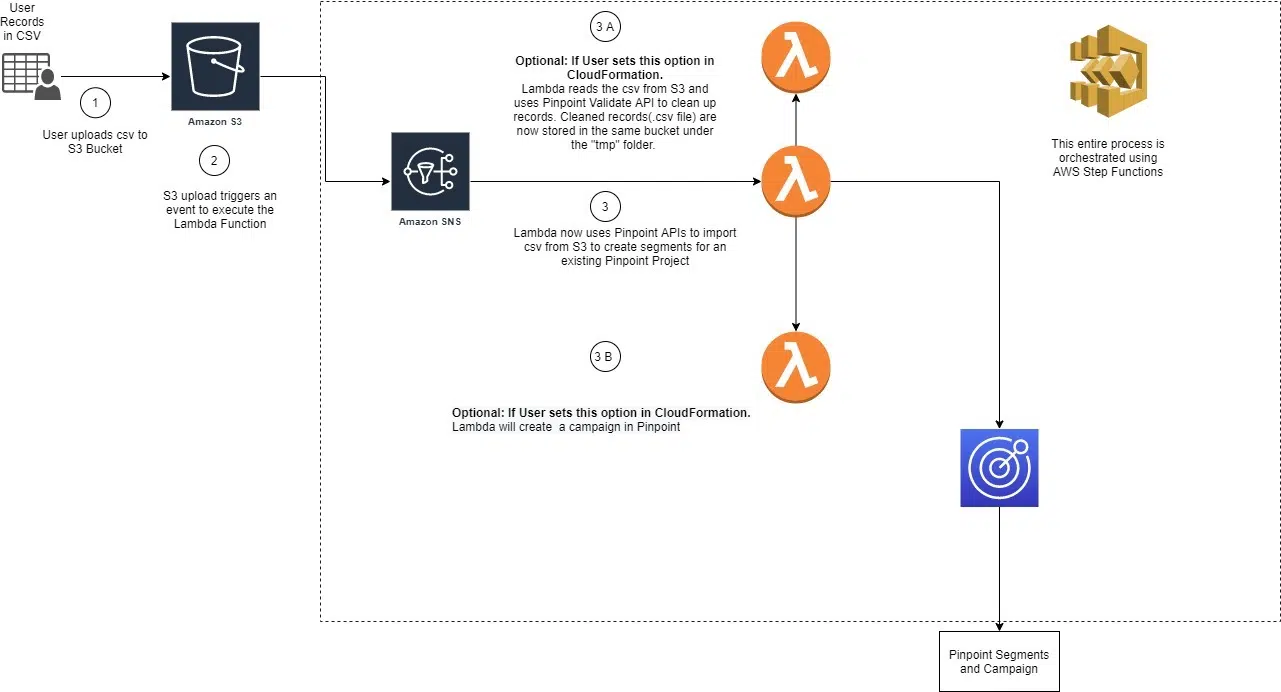 User
Records
in CSV
1
User uploads csv to
S3 Bucket
Amazon S3
2
S3 upload triggers an
event to execute the
Lambda Function
Amazon SNS
3 A
Optional: If User sets this option in
CloudFormation.
Lambda reads the csv from S3 and
uses Pinpoint Validate API to clean up
records. Cleaned records(.csv file) are
now stored in the same bucket under
the "tmp" folder.
3
Lambda now uses Pinpoint APIs to import
csv from S3 to create segments for an
existing Pinpoint Project
3 B
Optional: If User sets this option in CloudFormation.
Lambda will create a campaign in Pinpoint
This entire process is
orchestrated using
AWS Step Functions
Pinpoint Segments
and Campaign